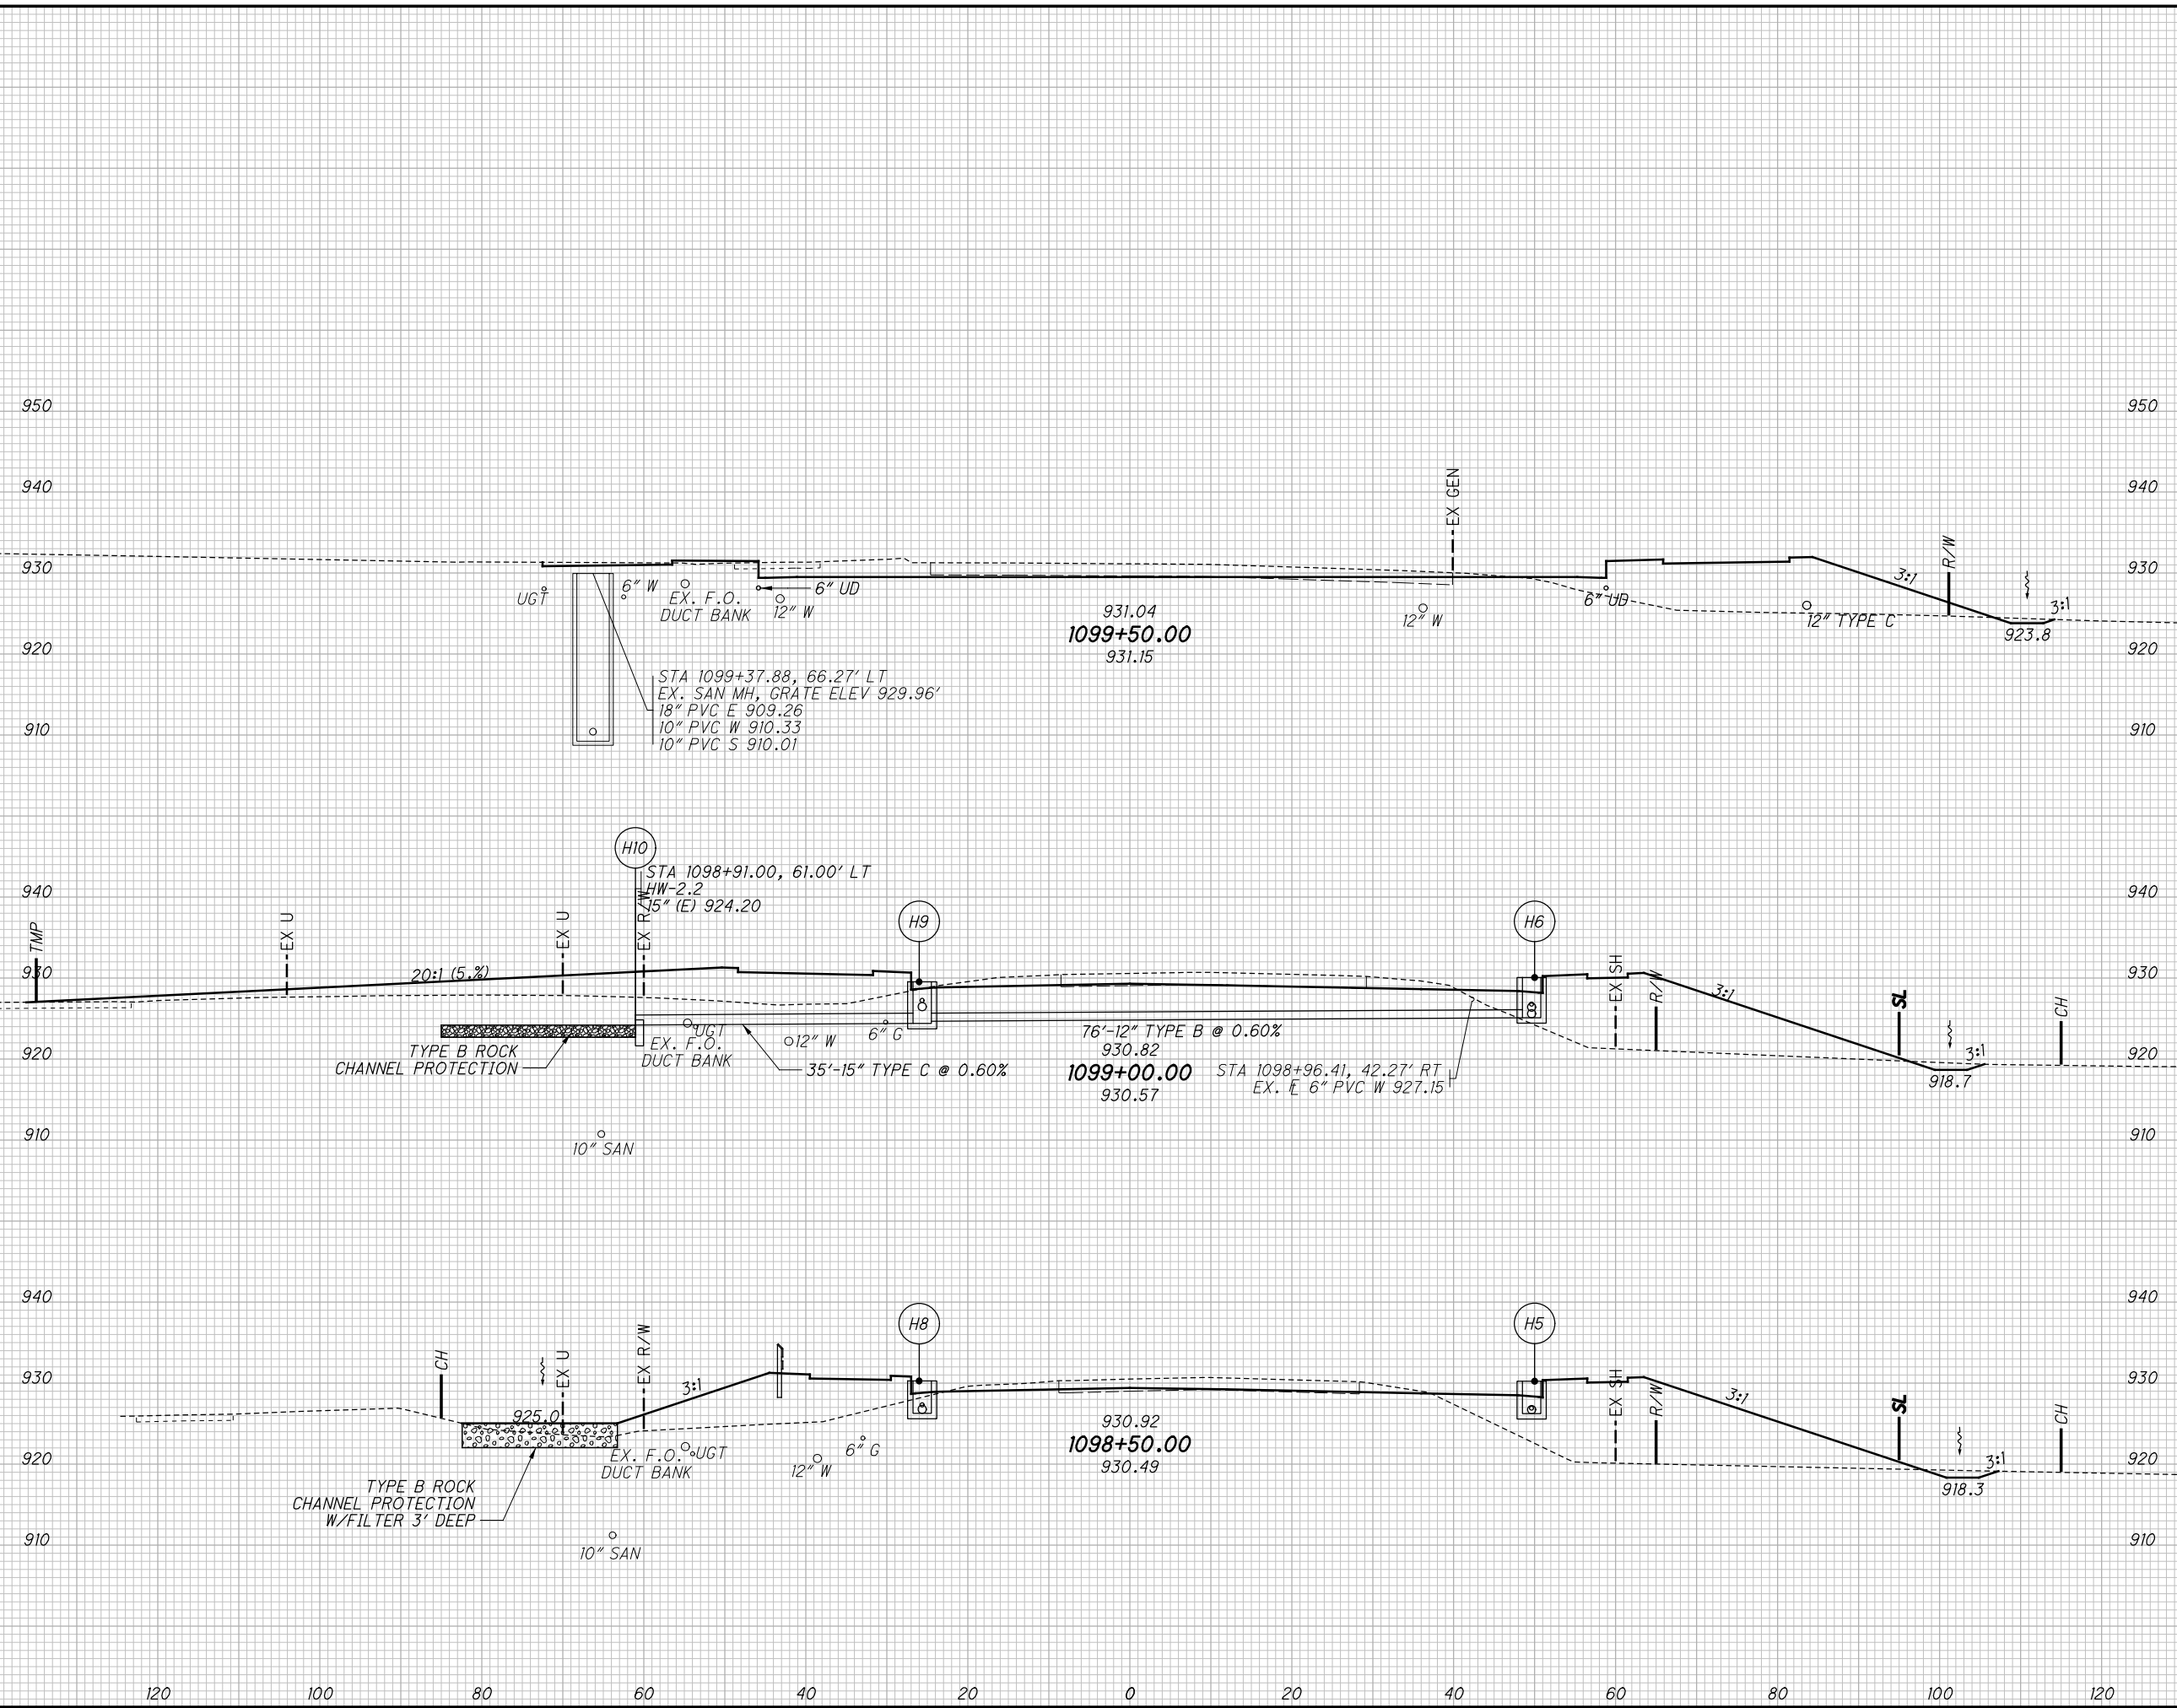 950 950
EX GEN
940 940
R/W
930 930
3:1
UGT
6" W
EX. F.O.
DUCT BANK
12" W
6" UD
931.04
1099+50.00
931.15
12" W
6" UD
12" TYPE C
3:1
923.8
920 920
STA 1099+37.88, 66.27' LT
EX. SAN MH, GRATE ELEV 929.96'
18" PVC E 909.26
10" PVC W 910.33
10" PVC S 910.01
910 910
H10
STA 1098+91.00, 61.00' LT
HW-2.2
15" (E) 924.20
940 940
TMP
EX U
EX U
EX R/W
H9
H6
930 930
20:1 (5.%)
EX SH
R/W
3:1
SL
CH
UGT
EX. F.O.
DUCT BANK
12" W
6" G
76'-12" TYPE B @ 0.60%
930.82
1099+00.00
930.57
TYPE B ROCK
CHANNEL PROTECTION
35'-15" TYPE C @ 0.60%
STA 1098+96.41, 42.27' RT
EX. 6" PVC W 927.15
920 920
3:1
918.7
910 910
10" SAN
940 940
H8
H5
CH
EX U
EX R/W
930 930
3:1
925.0
EX SH
R/W
3:1
SL
CH
930.92
1098+50.00
930.49
EX. F.O.
DUCT BANK
UGT
12" W
6" G
920 920
3:1
918.3
TYPE B ROCK
CHANNEL PROTECTION
W/FILTER 3' DEEP
910 910
10" SAN
120 100 80 60 40 20 0 20 40 60 80 100 120